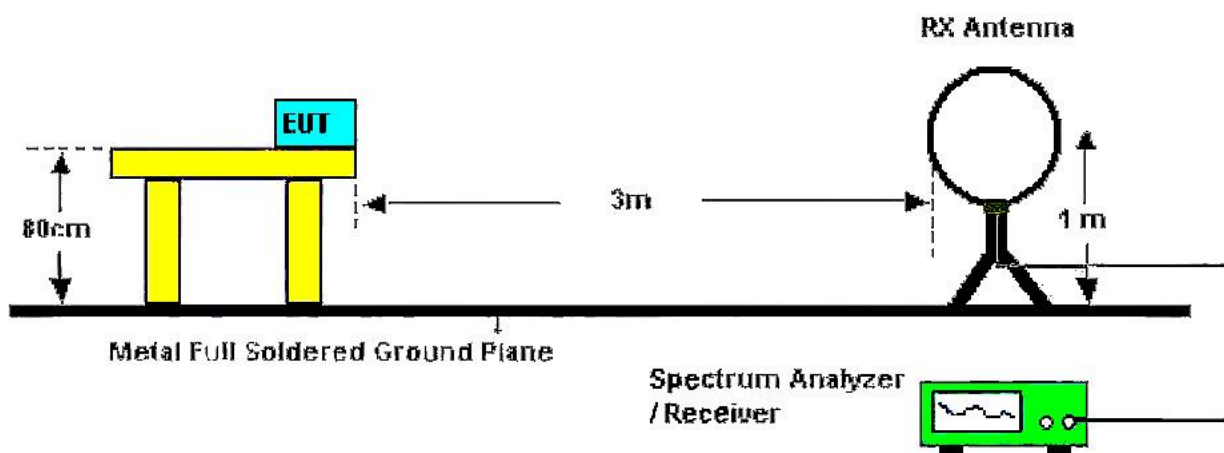 RX Antenna
EUT
80cm
3m
1 m
Metal Full Soldered Ground Plane
Spectrum Analyzer
/ Receiver